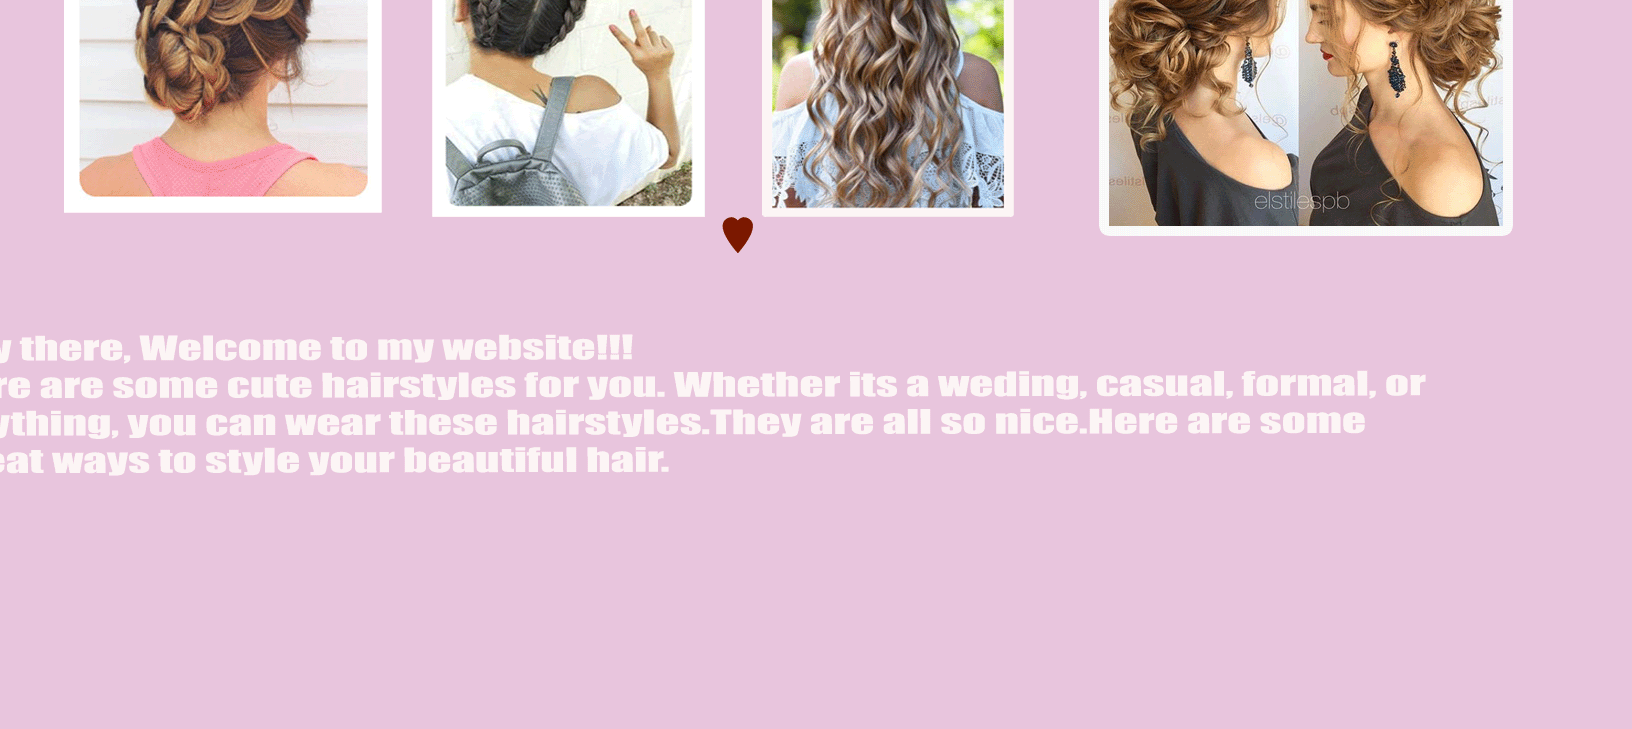 elstilespb
y there, Welcome to my website!!!
re are some cute hairstyles for you. Whether its a weding, casual, formal, or
ything, you can wear these hairstyles.They are all so nice.Here are some
eat ways to style your beautiful hair.